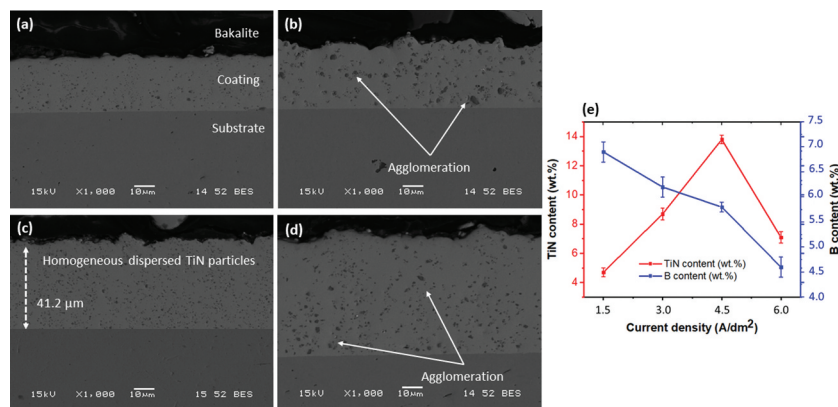 (a)
Bakalite
Coating
Substrate
15kV X1,000 10µm 14 52 BES
(b)
Agglomeration
15kV X1,000 10µm 14 52 BES
(c)
Homogeneous dispersed TiN particles
41.2 µm
15kV X1,000 10µm 15 52 BES
(d)
Agglomeration
15kV X1,000 10µm 14 52 BES
(e)
TiN content (wt.%)
14
12
10
8
6
4
B content (wt.%)
7.5
7.0
6.5
6.0
5.5
5.0
4.5
4.0
TiN content (wt.%)
B content (wt.%)
1.5 3.0 4.5 6.0
Current density (A/dm²)